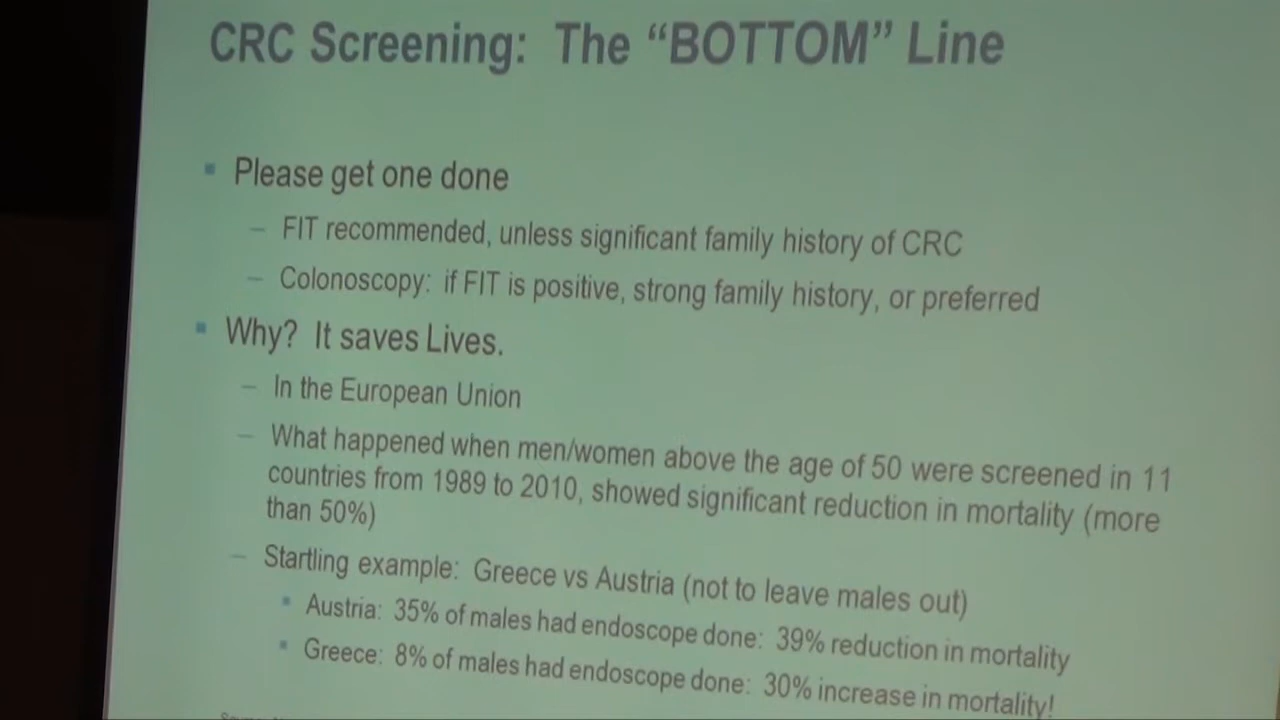 CRC Screening: The “BOTTOM” Line
Please get one done
– FIT recommended, unless significant family history of CRC
– Colonoscopy: if FIT is positive, strong family history, or preferred
Why? It saves Lives.
– In the European Union
– What happened when men/women above the age of 50 were screened in 11
countries from 1989 to 2010, showed significant reduction in mortality (more
than 50%)
– Startling example: Greece vs Austria (not to leave males out)
Austria: 35% of males had endoscope done: 39% reduction in mortality
Greece: 8% of males had endoscope done: 30% increase in mortality!